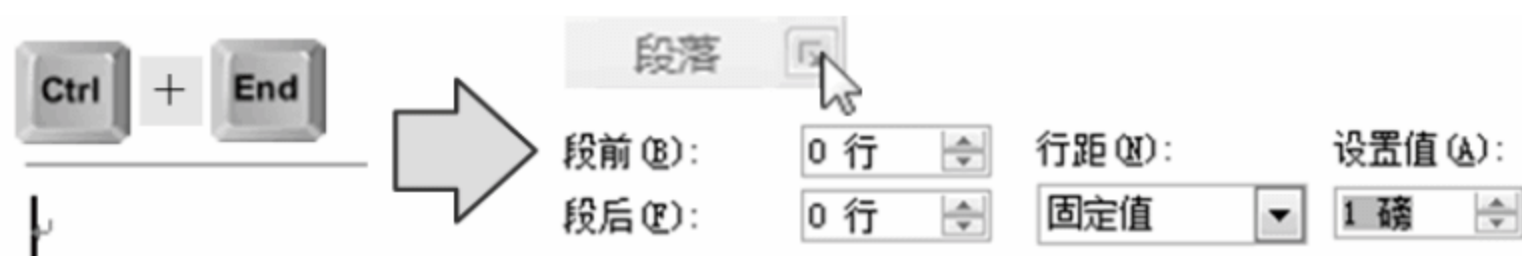 Ctrl + End
段落
段前(B): 0 行 行距(N): 设置值(A):
段后(F): 0 行 固定值 1 磅